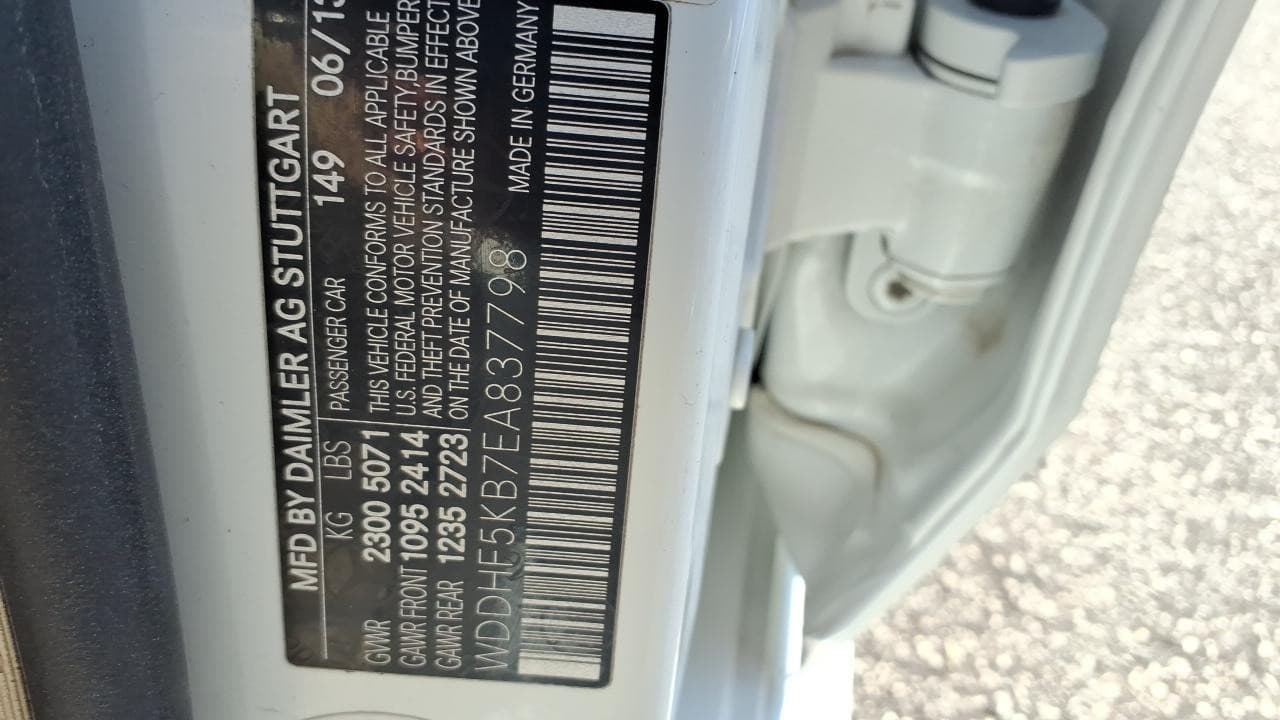 MFD BY DAIMLER AG STUTTGART
KG LBS PASSENGER CAR 149 06/13
GVWR 2300 5071 THIS VEHICLE CONFORMS TO ALL APPLICABLE
GAWR FRONT 1095 2414 U.S. FEDERAL MOTOR VEHICLE SAFETY,BUMPER
GAWR REAR 1235 2723 AND THEFT PREVENTION STANDARDS IN EFFECT
ON THE DATE OF MANUFACTURE SHOWN ABOVE
WDDHF5KB7EA837798 MADE IN GERMANY